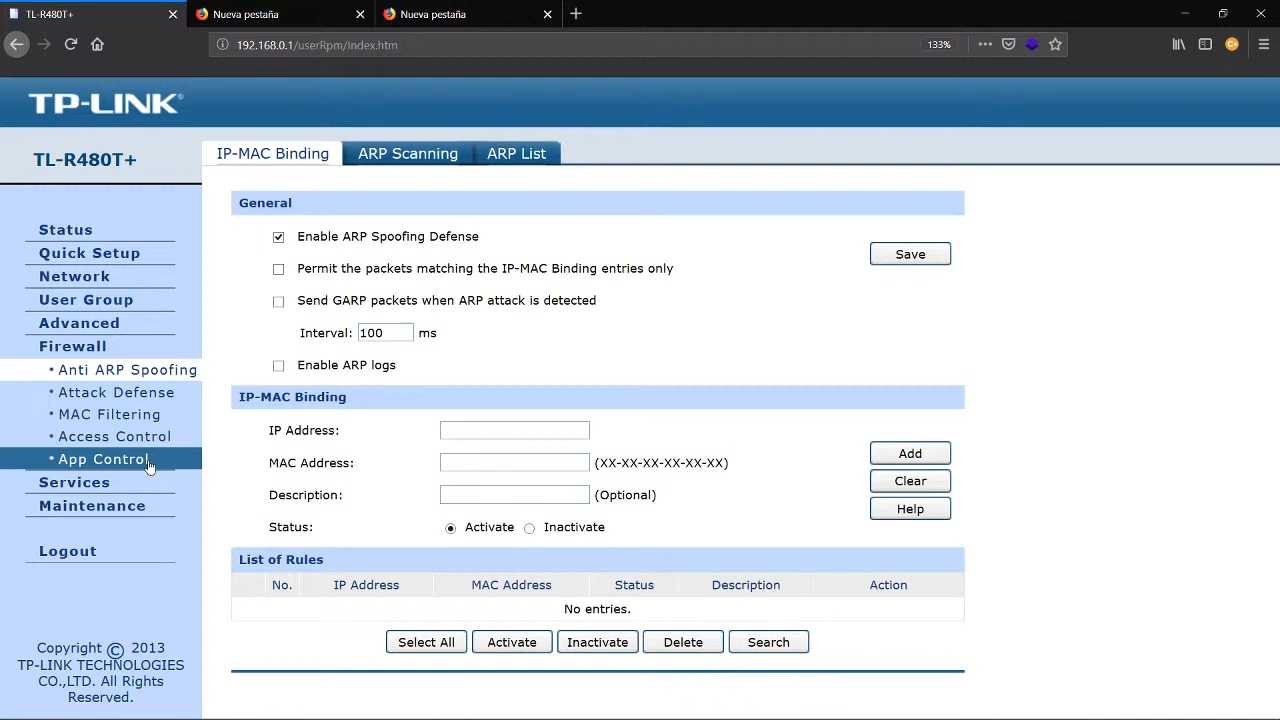 TL-R480T+
Nueva pestaña
Nueva pestaña
192.168.0.1/userRpm/Index.htm
133%
TP-LINK
TL-R480T+
IP-MAC Binding
ARP Scanning
ARP List
Status
Quick Setup
Network
User Group
Advanced
Firewall
• Anti ARP Spoofing
• Attack Defense
• MAC Filtering
• Access Control
• App Control
Services
Maintenance
Logout
Copyright © 2013
TP-LINK TECHNOLOGIES
CO.,LTD. All Rights
Reserved.
General
Enable ARP Spoofing Defense
Save
Permit the packets matching the IP-MAC Binding entries only
Send GARP packets when ARP attack is detected
Interval: 100 ms
Enable ARP logs
IP-MAC Binding
IP Address:
MAC Address: (XX-XX-XX-XX-XX-XX)
Description: (Optional)
Status: Activate Inactivate
Add
Clear
Help
List of Rules
No. IP Address MAC Address Status Description Action
No entries.
Select All Activate Inactivate Delete Search